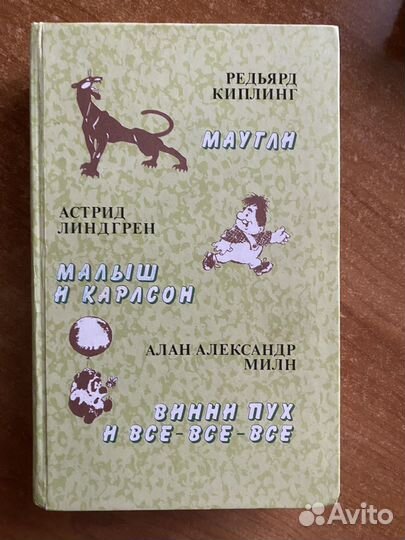 РЕДЬЯРД
КИПЛИНГ
МАУГЛИ
АСТРИД
ЛИНДГРЕН
МАЛЫШ
И КАРЛСОН
АЛАН АЛЕКСАНДР
МИЛН
ВИННИ ПУХ
И ВСЕ-ВСЕ-ВСЕ
Avito